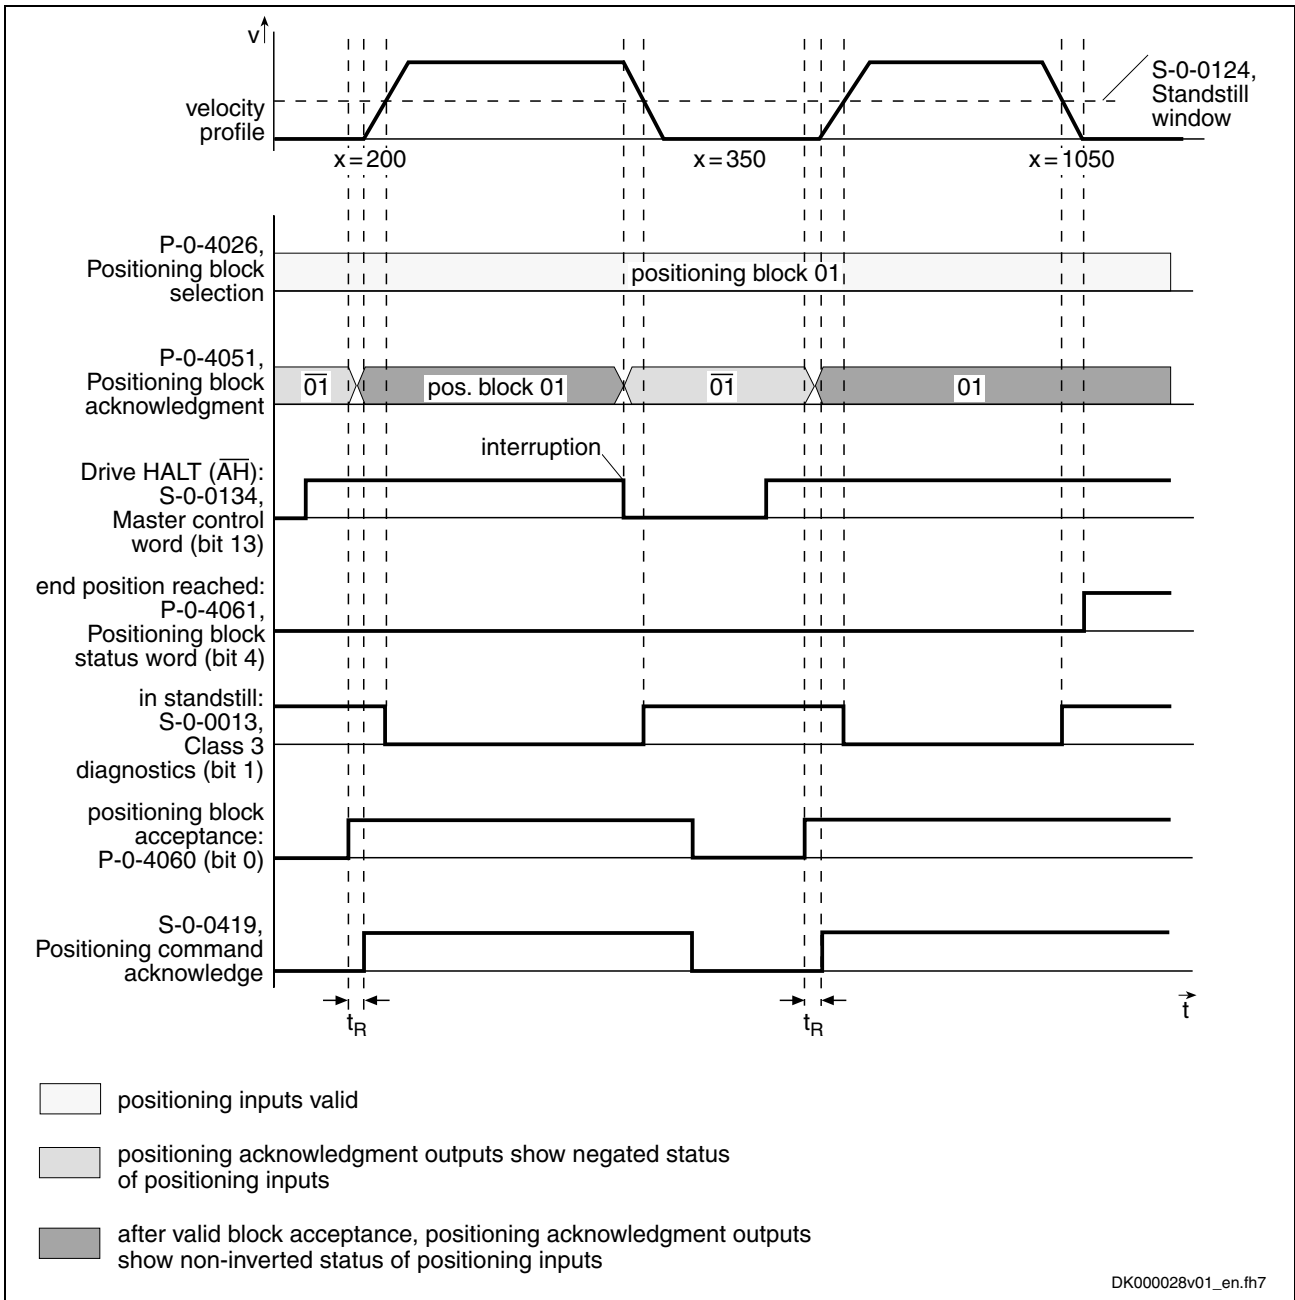 v
S-0-0124,
Standstill
window
velocity
profile
x = 200
x = 350
x = 1050
P-0-4026,
Positioning block
selection
positioning block 01
P-0-4051,
Positioning block
acknowledgment
0̅1̅
pos. block 01
0̅1̅
01
interruption
Drive HALT (A̅H̅):
S-0-0134,
Master control
word (bit 13)
end position reached:
P-0-4061,
Positioning block
status word (bit 4)
in standstill:
S-0-0013,
Class 3
diagnostics (bit 1)
positioning block
acceptance:
P-0-4060 (bit 0)
S-0-0419,
Positioning command
acknowledge
tR
tR
t
positioning inputs valid
positioning acknowledgment outputs show negated status
of positioning inputs
after valid block acceptance, positioning acknowledgment outputs
show non-inverted status of positioning inputs
DK000028v01_en.fh7